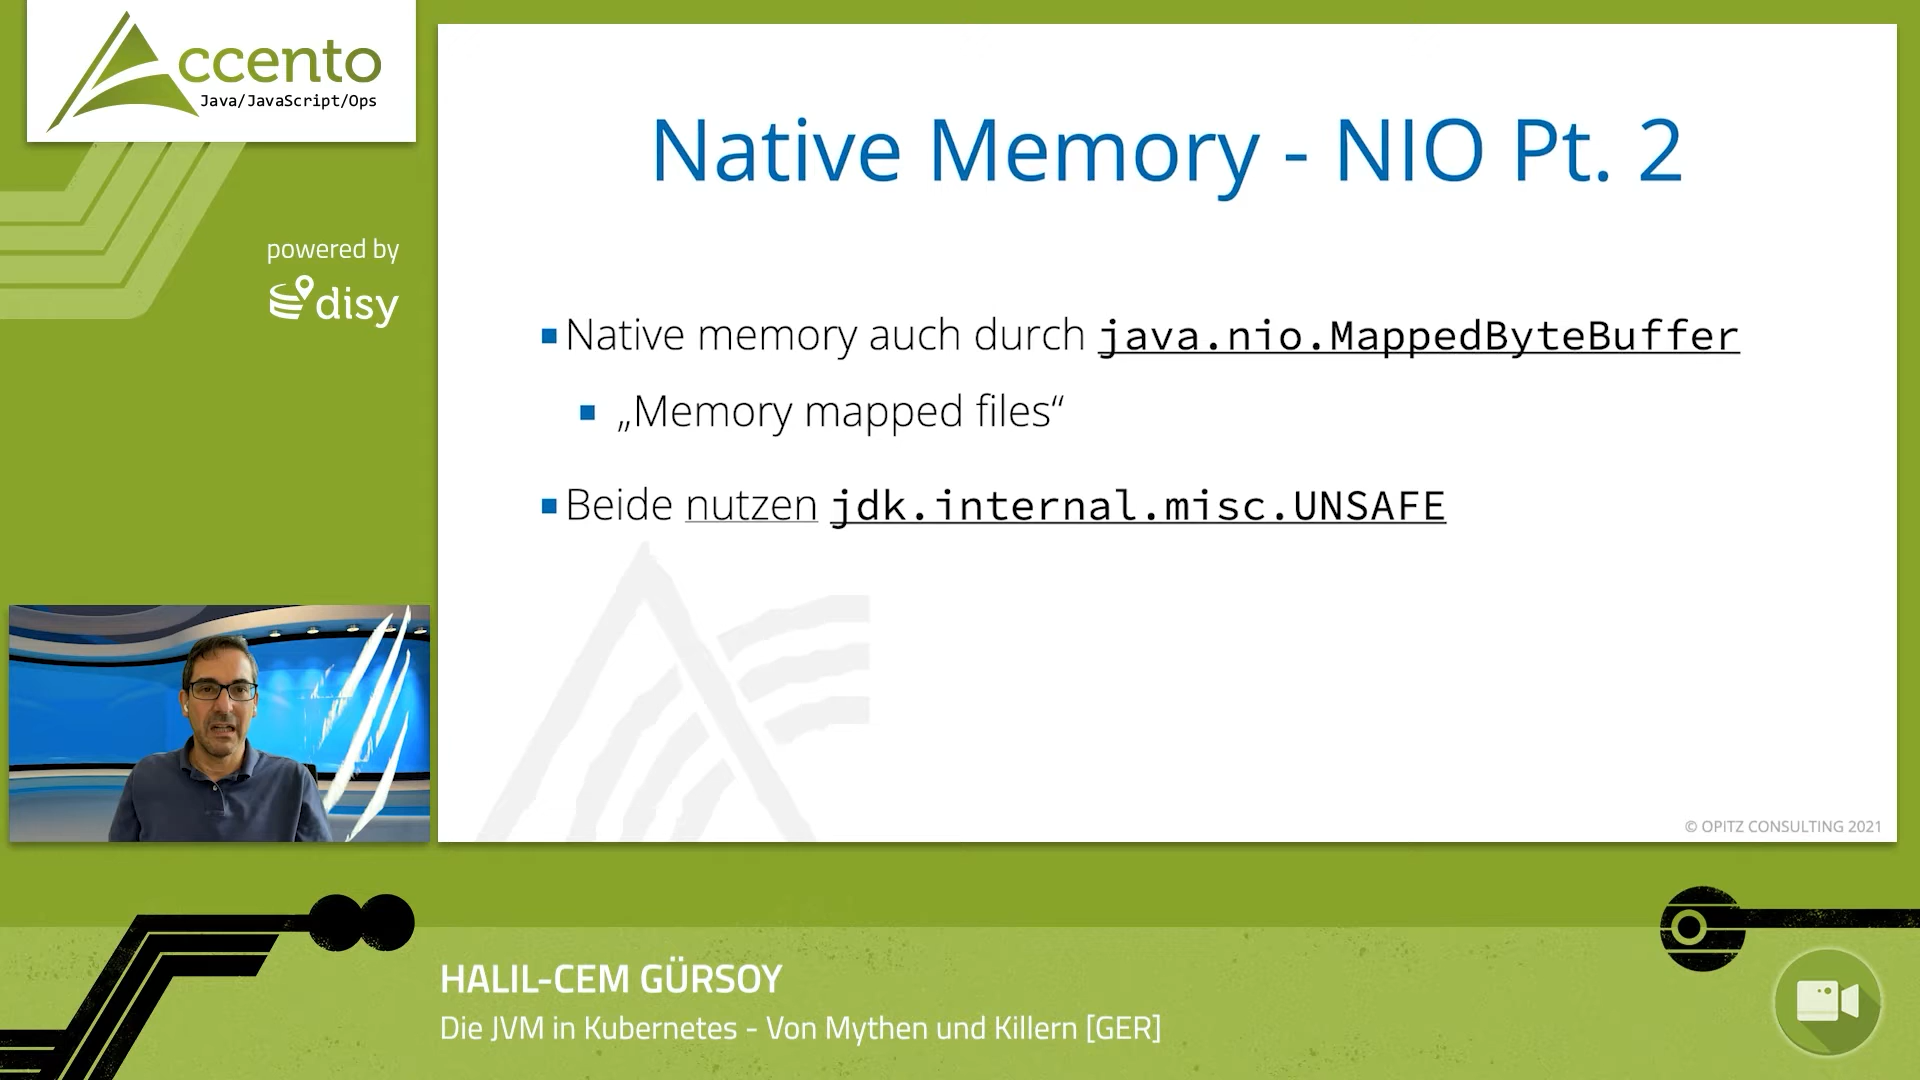 ccento
Java/JavaScript/Ops
powered by
disy
Native Memory - NIO Pt. 2
Native memory auch durch java.nio.MappedByteBuffer
„Memory mapped files“
Beide nutzen jdk.internal.misc.UNSAFE
© OPITZ CONSULTING 2021
HALIL-CEM GÜRSOY
Die JVM in Kubernetes - Von Mythen und Killern [GER]